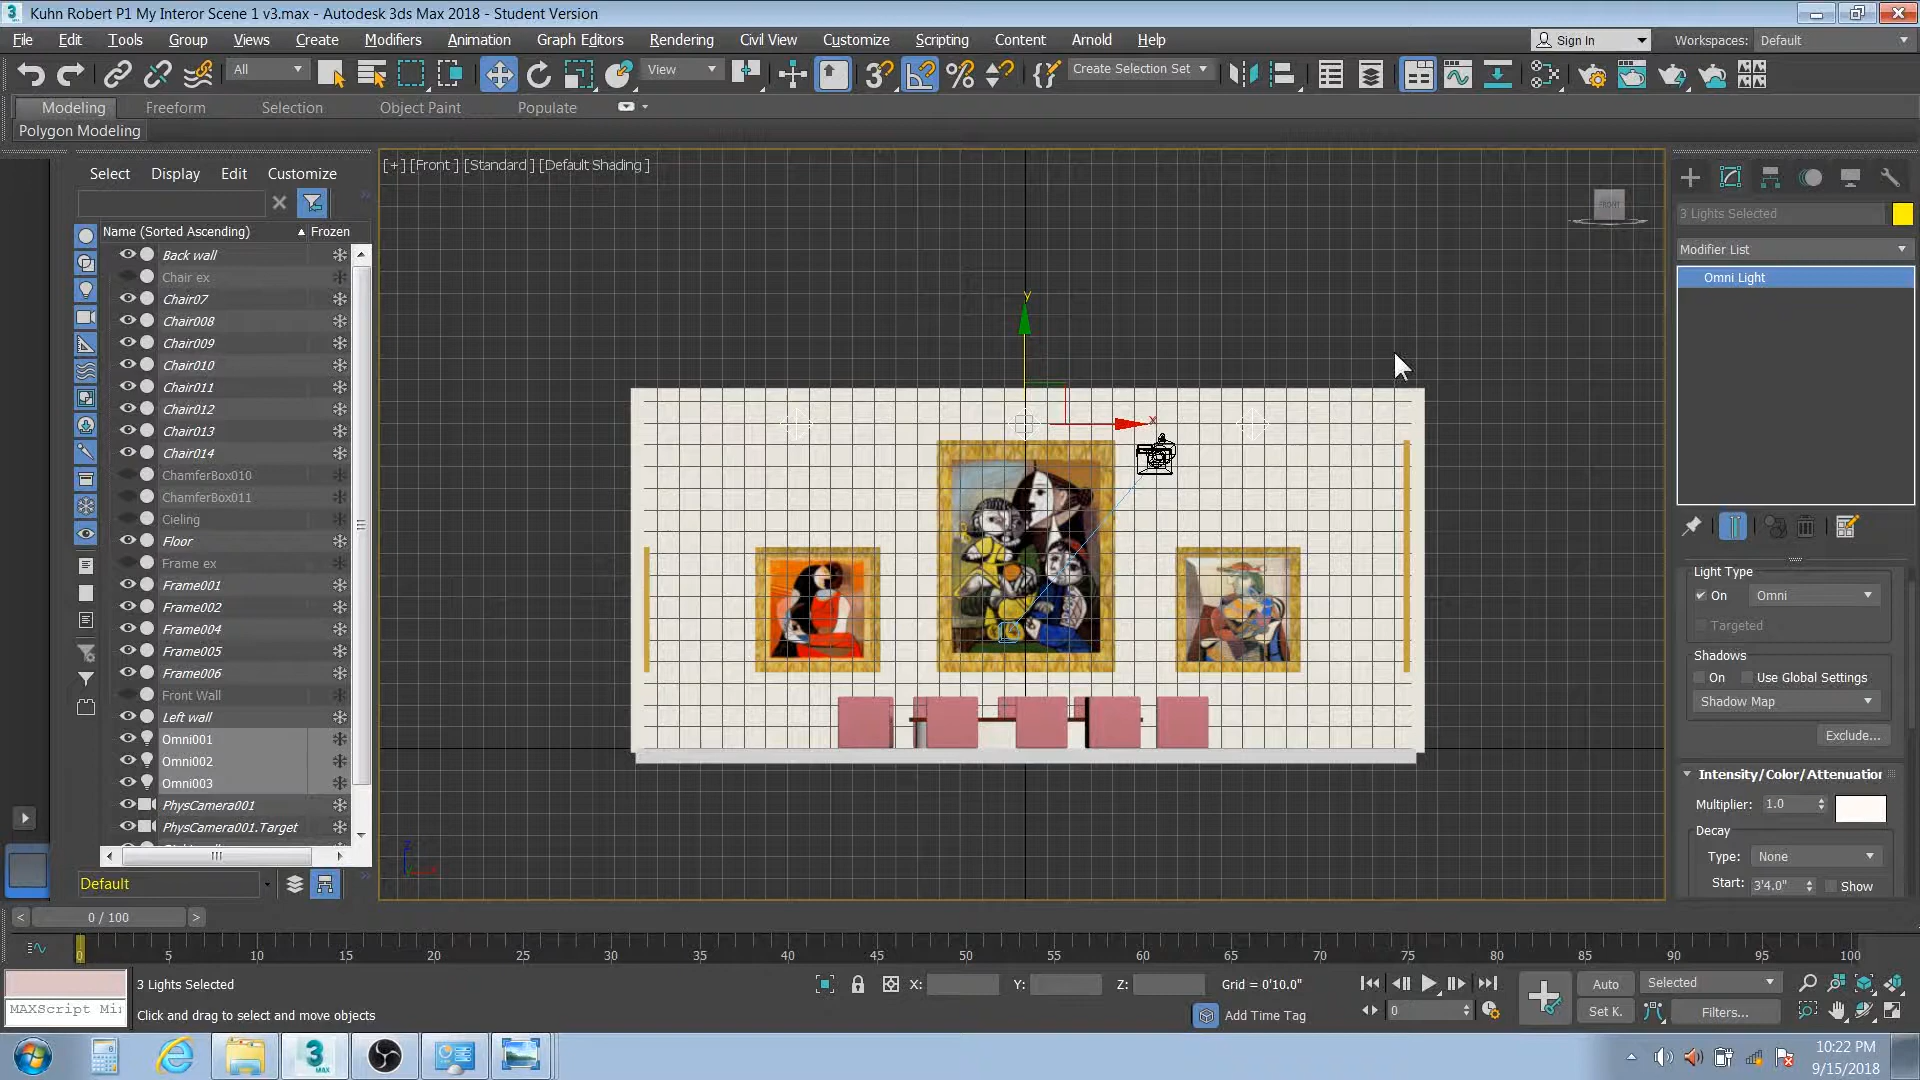 Kuhn Robert P1 My Interor Scene 1 v3.max - Autodesk 3ds Max 2018 - Student Version
File Edit Tools Group Views Create Modifiers Animation Graph Editors Rendering Civil View Customize Scripting Content Arnold Help Sign In Workspaces: Default
All View Create Selection Set
Modeling Freeform Selection Object Paint Populate
Polygon Modeling
Select Display Edit Customize
[+] [Front ] [Standard ] [Default Shading ]
FRONT
3 Lights Selected
Name (Sorted Ascending) Frozen
Modifier List
Back wall
Chair ex
Omni Light
Chair07
Chair008
Chair009
Chair010
Chair011
Chair012
Chair013
Chair014
ChamferBox010
ChamferBox011
Cieling
Floor
Frame ex
Frame001
Frame002
Frame004
Frame005
Frame006
Front Wall
Left wall
Omni001
Omni002
Omni003
PhysCamera001
PhysCamera001.Target
y
x
Light Type
On Omni
Targeted
Shadows
On Use Global Settings
Shadow Map
Exclude...
Intensity/Color/Attenuation
Multiplier: 1.0
Decay
Type: None
Start: 3'4.0" Show
Default
0 / 100
0 5 10 15 20 25 30 35 40 45 50 55 60 65 70 75 80 85 90 95 100
3 Lights Selected X: Y: Z: Grid = 0'10.0" Auto Selected
MAXScript Mi
Click and drag to select and move objects Add Time Tag 0 Set K. Filters...
3
MAX
10:22 PM
9/15/2018